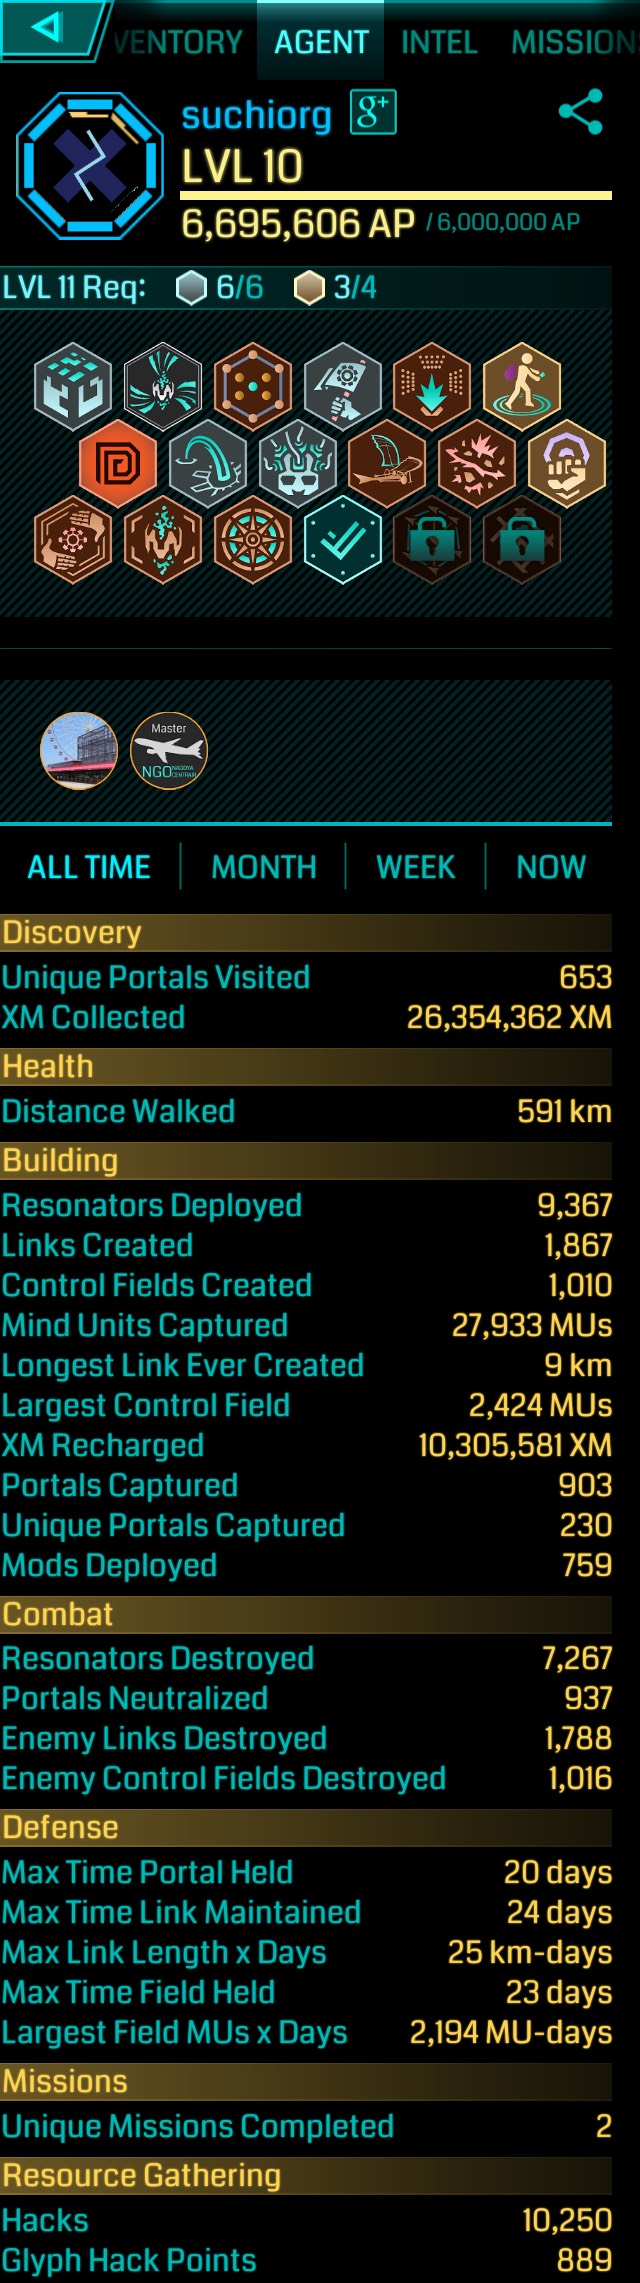 VENTORY AGENT INTEL MISSION
suchiorg g+
LVL 10
6,695,606 AP / 6,000,000 AP
LVL 11 Req: 6/6 3/4
Master
NGO NAGOYA CENTRAIR
ALL TIME MONTH WEEK NOW
Discovery
Unique Portals Visited 653
XM Collected 26,354,362 XM
Health
Distance Walked 591 km
Building
Resonators Deployed 9,367
Links Created 1,867
Control Fields Created 1,010
Mind Units Captured 27,933 MUs
Longest Link Ever Created 9 km
Largest Control Field 2,424 MUs
XM Recharged 10,305,581 XM
Portals Captured 903
Unique Portals Captured 230
Mods Deployed 759
Combat
Resonators Destroyed 7,267
Portals Neutralized 937
Enemy Links Destroyed 1,788
Enemy Control Fields Destroyed 1,016
Defense
Max Time Portal Held 20 days
Max Time Link Maintained 24 days
Max Link Length x Days 25 km-days
Max Time Field Held 23 days
Largest Field MUs x Days 2,194 MU-days
Missions
Unique Missions Completed 2
Resource Gathering
Hacks 10,250
Glyph Hack Points 889